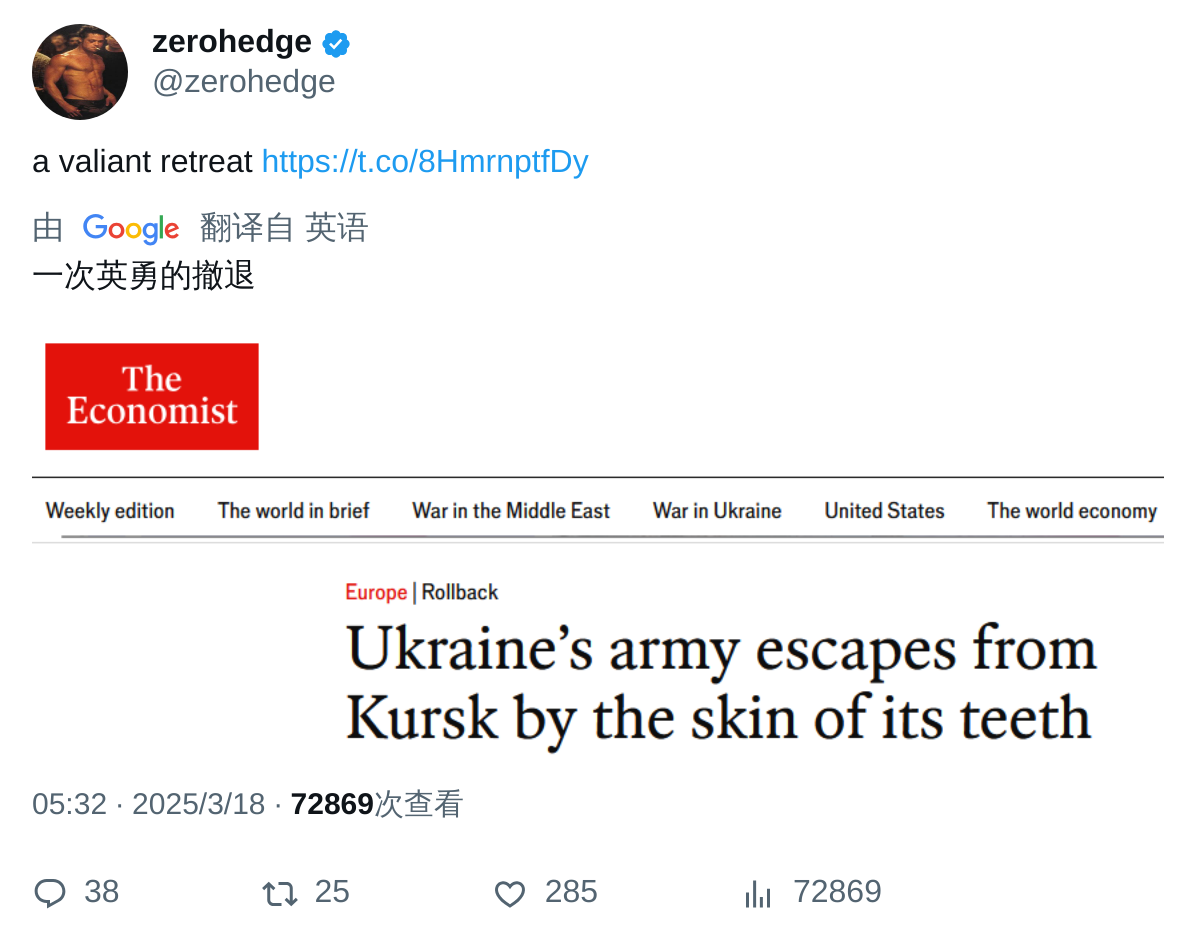 zerohedge
@zerohedge
a valiant retreat https://t.co/8HmrnptfDy
由 Google 翻译自 英语
一次英勇的撤退
The
Economist
Weekly edition The world in brief War in the Middle East War in Ukraine United States The world economy
Europe | Rollback
Ukraine’s army escapes from
Kursk by the skin of its teeth
05:32 · 2025/3/18 · 72869次查看
38 25 285 72869